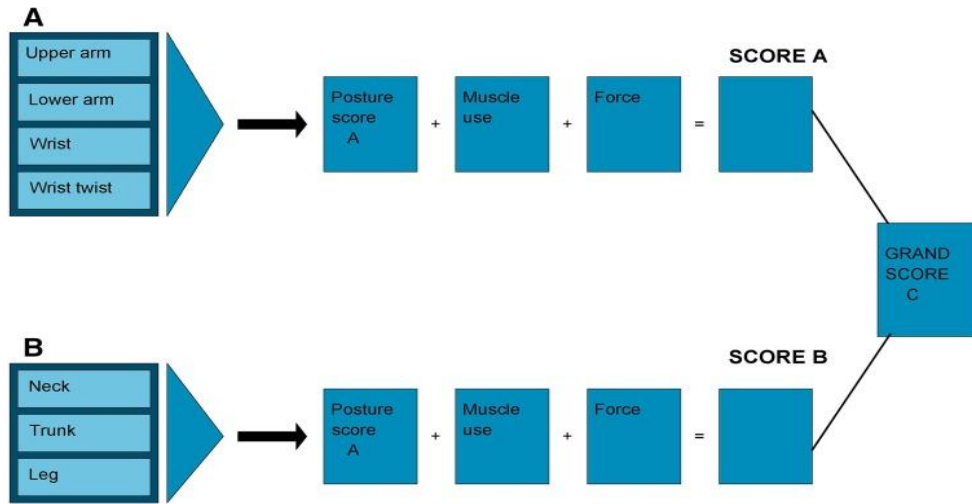 A
Upper arm
Lower arm
Wrist
Wrist twist
Posture
score
A
+
Muscle
use
+
Force
=
SCORE A
GRAND
SCORE
C
B
Neck
Trunk
Leg
Posture
score
A
+
Muscle
use
+
Force
=
SCORE B